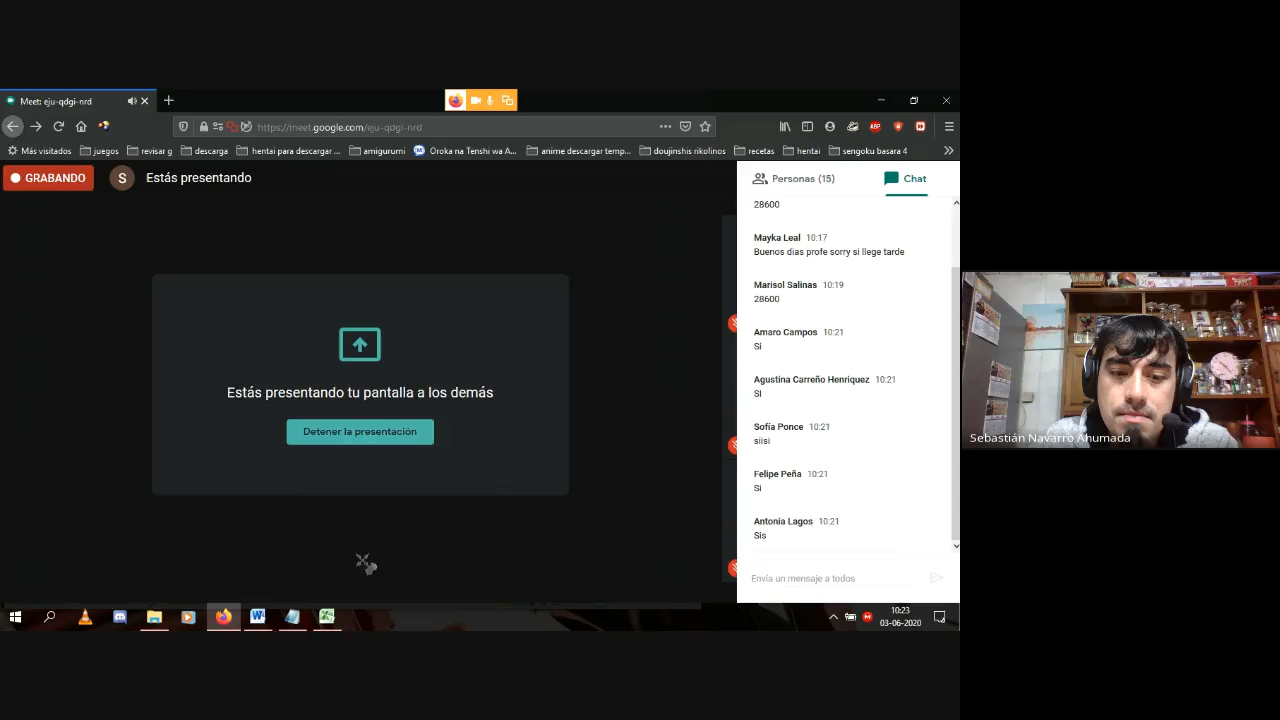 Meet: eju-qdgi-nrd
https://meet.google.com/eju-qdgi-nrd
Más visitados
juegos
revisar g
descarga
hentai para descargar ...
amigurumi
Oroka na Tenshi wa A...
anime descargar temp...
doujinshis rikolinos
recetas
hentai
sengoku basara 4
GRABANDO
S
Estás presentando
Personas (15)
Chat
28600
Mayka Leal 10:17
Buenos dias profe sorry si llege tarde
Marisol Salinas 10:19
28600
Amaro Campos 10:21
Si
Agustina Carreño Henriquez 10:21
SI
Sofía Ponce 10:21
siisi
Felipe Peña 10:21
Si
Antonia Lagos 10:21
Sis
Envía un mensaje a todos
Estás presentando tu pantalla a los demás
Detener la presentación
Sebastián Navarro Ahumada
ABP
10:23
03-06-2020